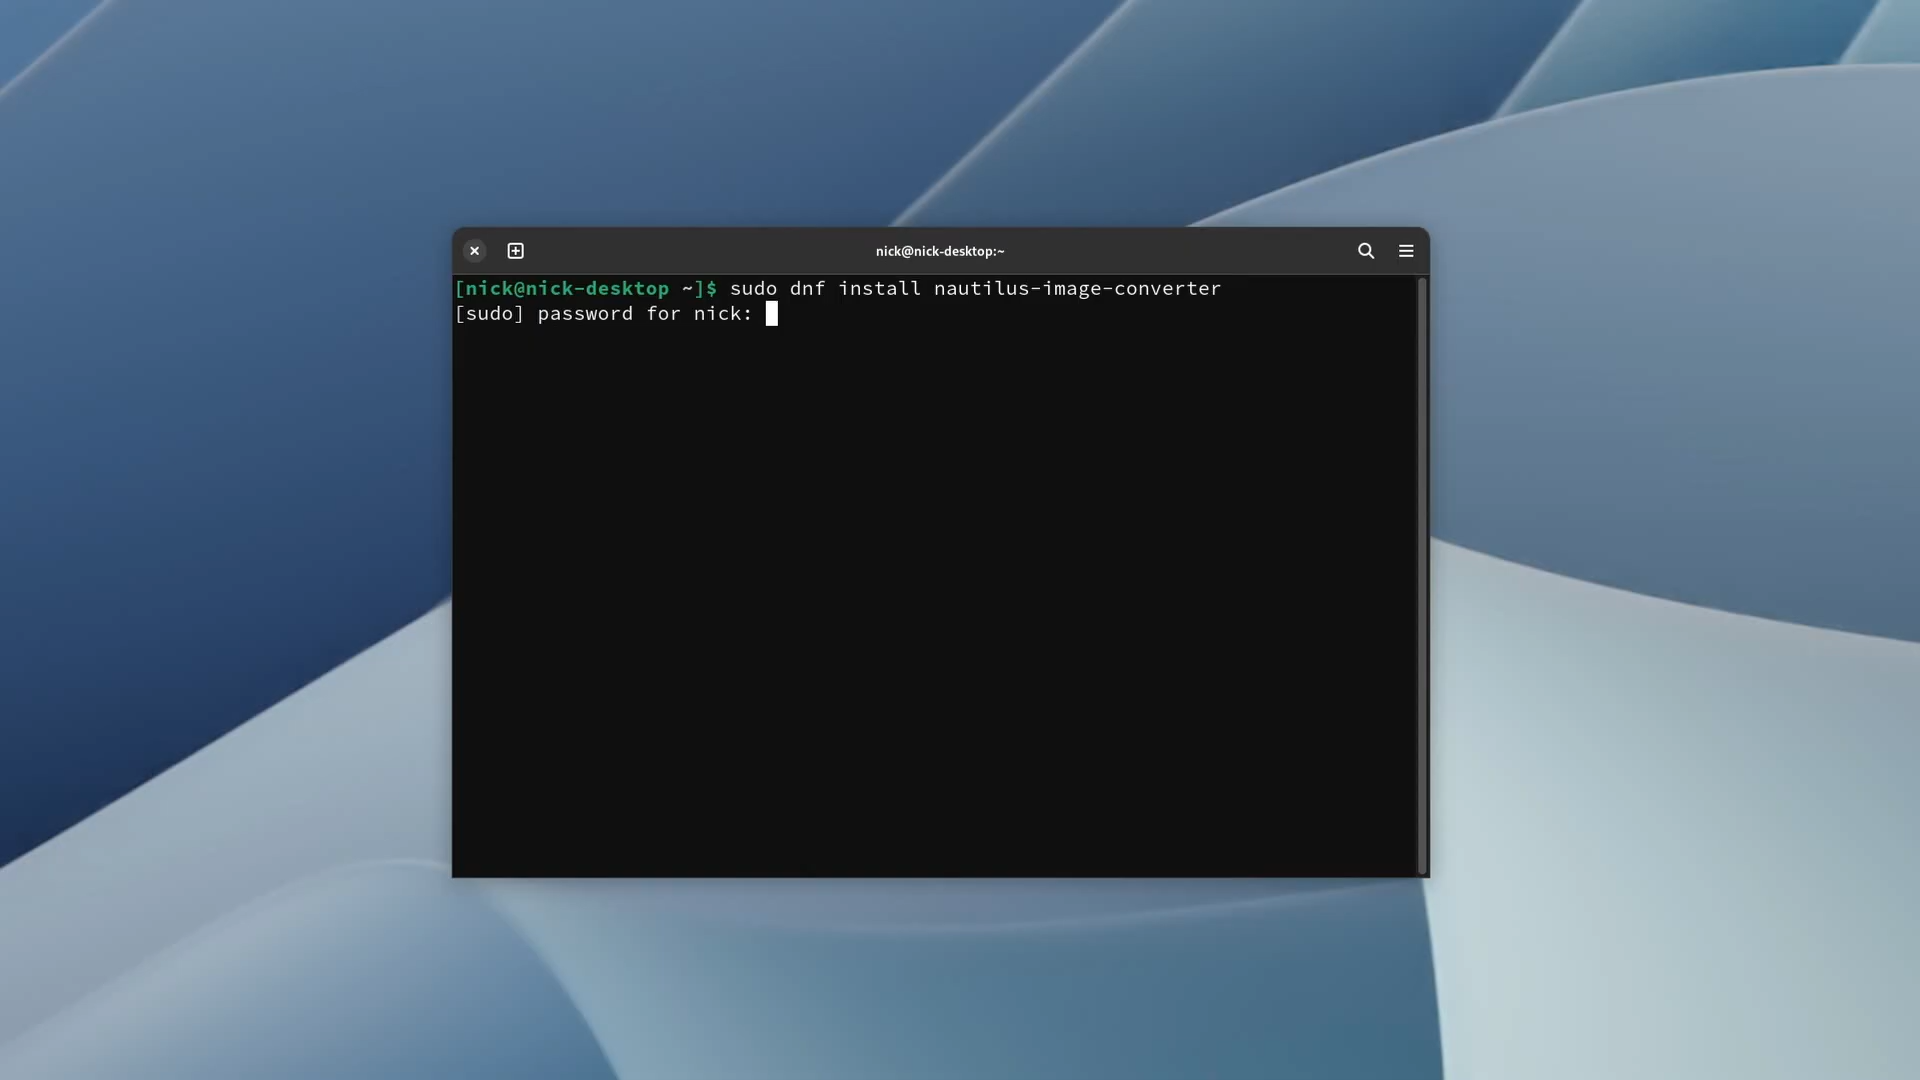 nick@nick-desktop:~
[nick@nick-desktop ~]$ sudo dnf install nautilus-image-converter
[sudo] password for nick: